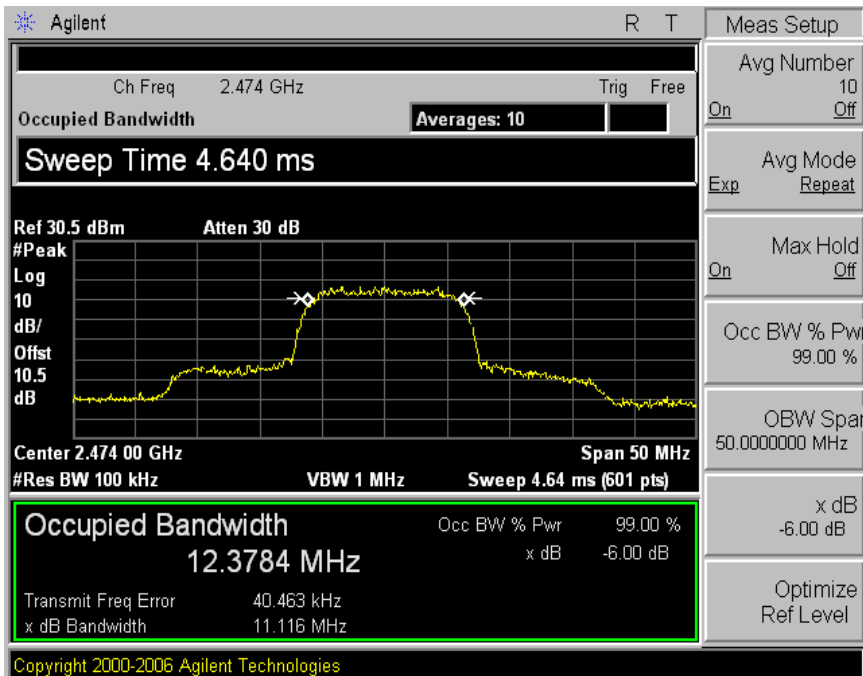 Agilent R T
Ch Freq 2.474 GHz Trig Free
Occupied Bandwidth Averages: 10
Sweep Time 4.640 ms
Ref 30.5 dBm Atten 30 dB
#Peak
Log
10
dB/
Offst
10.5
dB
Center 2.474 00 GHz Span 50 MHz
#Res BW 100 kHz VBW 1 MHz Sweep 4.64 ms (601 pts)
Occupied Bandwidth Occ BW % Pwr 99.00 %
12.3784 MHz x dB -6.00 dB
Transmit Freq Error 40.463 kHz
x dB Bandwidth 11.116 MHz
Copyright 2000-2006 Agilent Technologies
Meas Setup
Avg Number
10
On Off
Avg Mode
Exp Repeat
Max Hold
On Off
Occ BW % Pwr
99.00 %
OBW Spa
50.0000000 MHz
x dB
-6.00 dB
Optimize
Ref Level